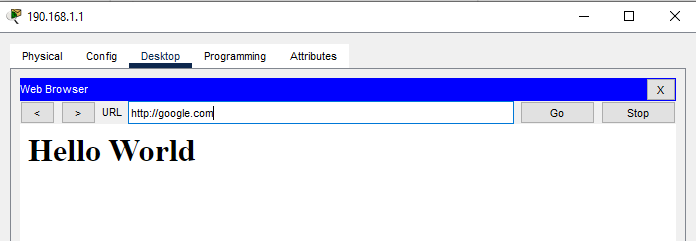 190.168.1.1
Physical Config Desktop Programming Attributes
Web Browser X
< > URL http://google.com Go Stop
Hello World